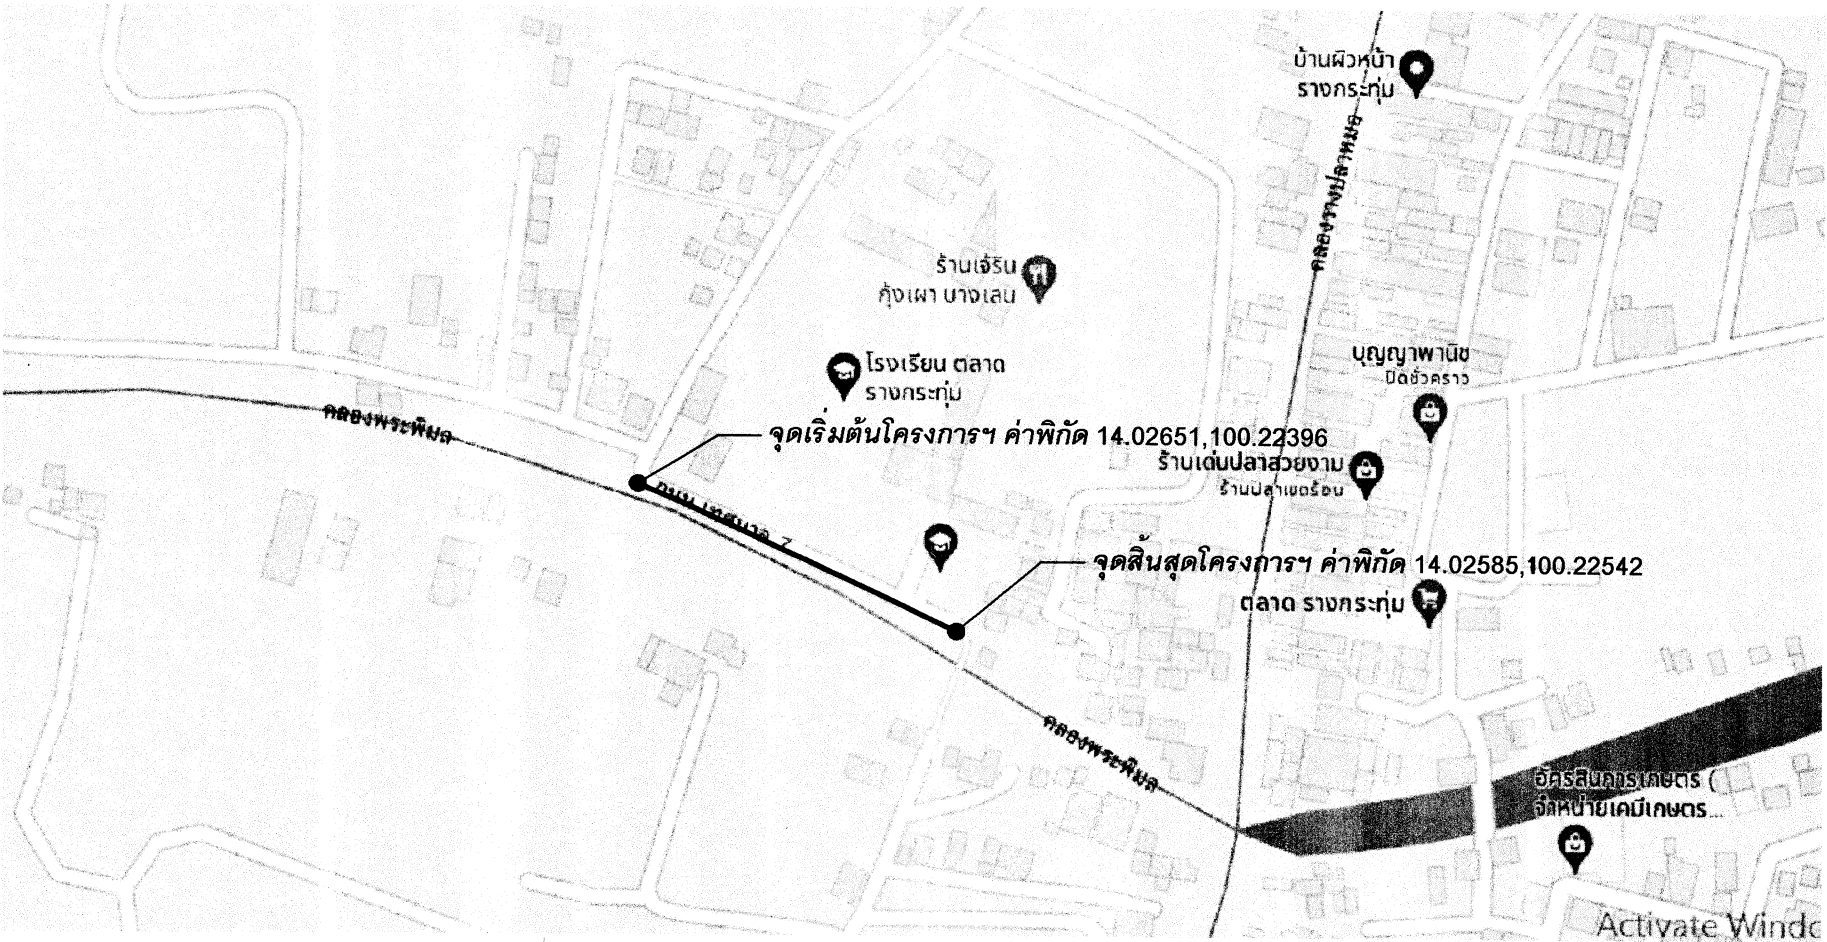 บ้านผิวหน้า
รางกระทุ่ม
คลองรางปลาหมอ
ร้านเจ้ริน
กุ้งเผา บางเลน
โรงเรียน ตลาด
รางกระทุ่ม
บุญญาพานิช
ปิดชั่วคราว
คลองพระพิมล
จุดเริ่มต้นโครงการฯ ค่าพิกัด 14.02651,100.22396
ร้านเด่นปลาสวยงาม
ร้านปลาเขตร้อน
ถนน เทศบาล 7
จุดสิ้นสุดโครงการฯ ค่าพิกัด 14.02585,100.22542
ตลาด รางกระทุ่ม
คลองพระพิมล
อัครสินการเกษตร (
จำหน่ายเคมีเกษตร...
Activate Windo